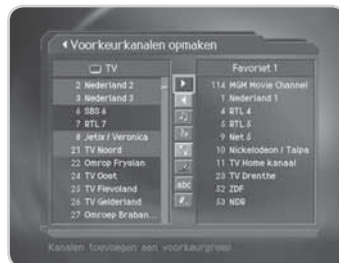 Voorkeurkanalen opmaken
TV
2 Nederland 2
3 Nederland 3
6 SBS 6
7 RTL 7
8 Jetix / Veronica
21 TV Noord
22 Omrop Fryslan
24 TV Oost
25 TV Flevoland
26 TV Gelderland
27 Omroep Braban...
abc
Favoriet 1
114 MGM Movie Channel
1 Nederland 1
4 RTL 4
5 RTL 5
9 Net 5
10 Nickelodeon / Talpa
11 TV Home kanaal
23 TV Drenthe
52 ZDF
53 NDR
Kanalen toevoegen aan voorkeurgroep.